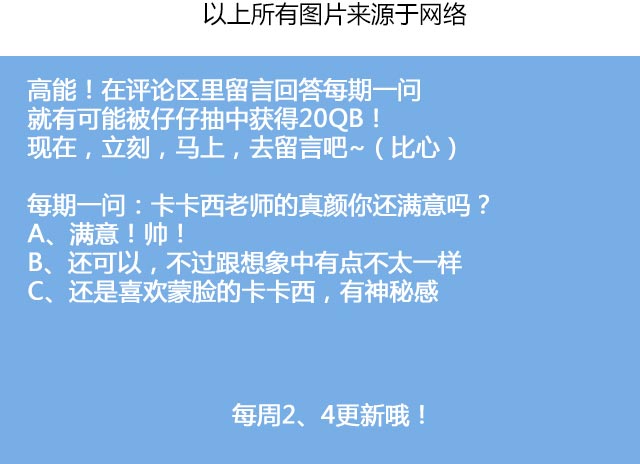 以上所有图片来源于网络
高能！在评论区里留言回答每期一问
就有可能被仔仔抽中获得20QB！
现在，立刻，马上，去留言吧~（比心）
每期一问：卡卡西老师的真颜你还满意吗？
A、满意！帅！
B、还可以，不过跟想象中有点不太一样
C、还是喜欢蒙脸的卡卡西，有神秘感
每周2、4更新哦！